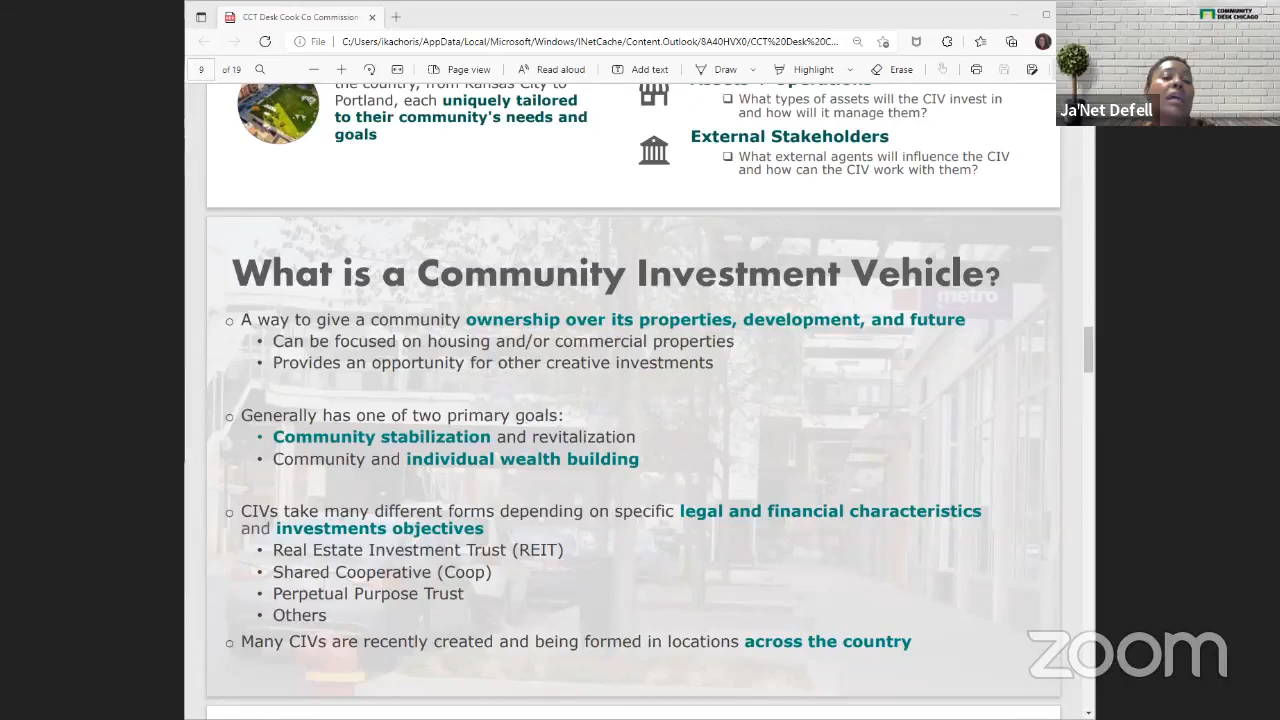 CCT Desk Cook Co Commission
File
/InetCache/Content.Outlook/8A40HVX0/CCT%20Desk%20C...
9 of 19
Page view
Read aloud
Add text
Draw
Highlight
Erase
COMMUNITY
DESK CHICAGO
Ja'Net Defell
the country, from Kansas City to
Portland, each uniquely tailored
to their community's needs and
goals
❑ What types of assets will the CIV invest in
and how will it manage them?
External Stakeholders
❑ What external agents will influence the CIV
and how can the CIV work with them?
What is a Community Investment Vehicle?
o A way to give a community ownership over its properties, development, and future
• Can be focused on housing and/or commercial properties
• Provides an opportunity for other creative investments
o Generally has one of two primary goals:
• Community stabilization and revitalization
• Community and individual wealth building
o CIVs take many different forms depending on specific legal and financial characteristics
and investments objectives
• Real Estate Investment Trust (REIT)
• Shared Cooperative (Coop)
• Perpetual Purpose Trust
• Others
o Many CIVs are recently created and being formed in locations across the country
metro
zoom